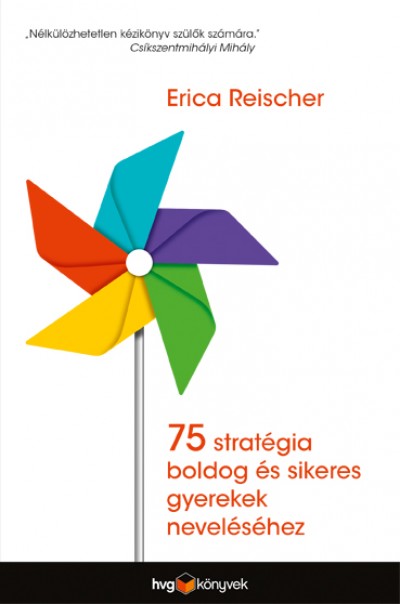 „Nélkülözhetetlen kézikönyv szülők számára.”
Csíkszentmihályi Mihály
Erica Reischer
75 stratégia
boldog és sikeres
gyerekek
neveléséhez
hvg könyvek